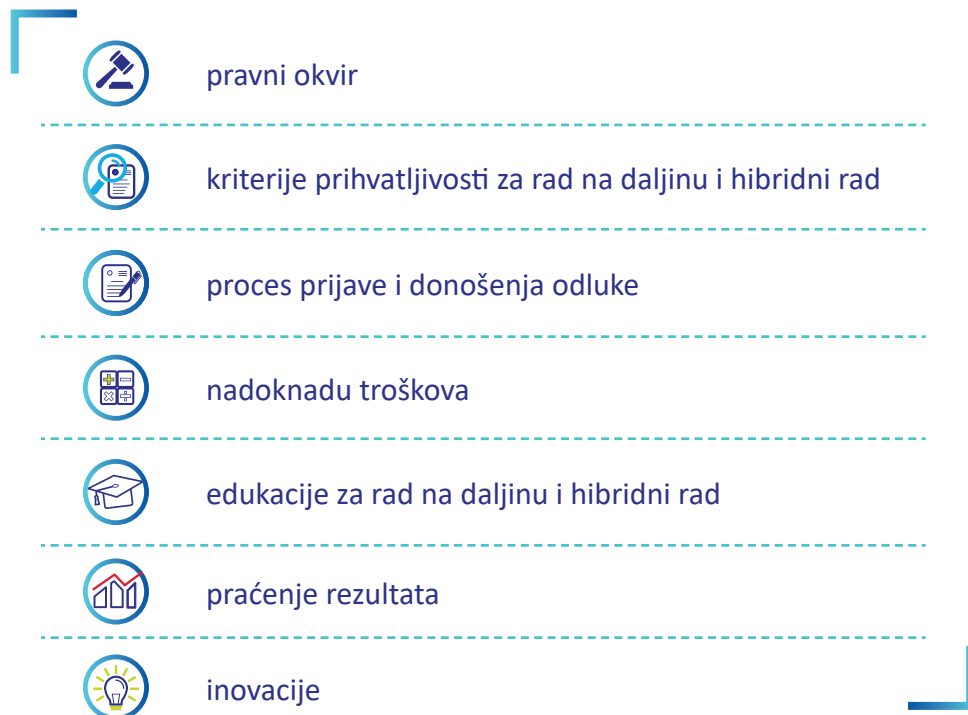 pravni okvir
kriterije prihvatljivosti za rad na daljinu i hibridni rad
proces prijave i donošenja odluke
nadoknadu troškova
edukacije za rad na daljinu i hibridni rad
praćenje rezultata
inovacije